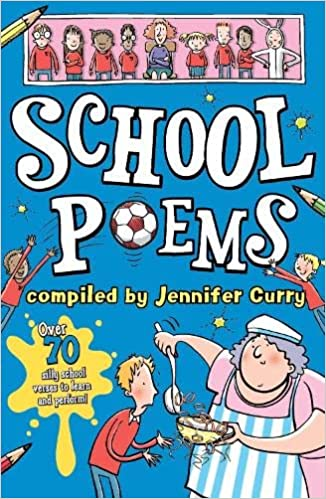 SCHOOL
POEMS
compiled by Jennifer Curry
Over
70
silly school
verses to learn
and perform!